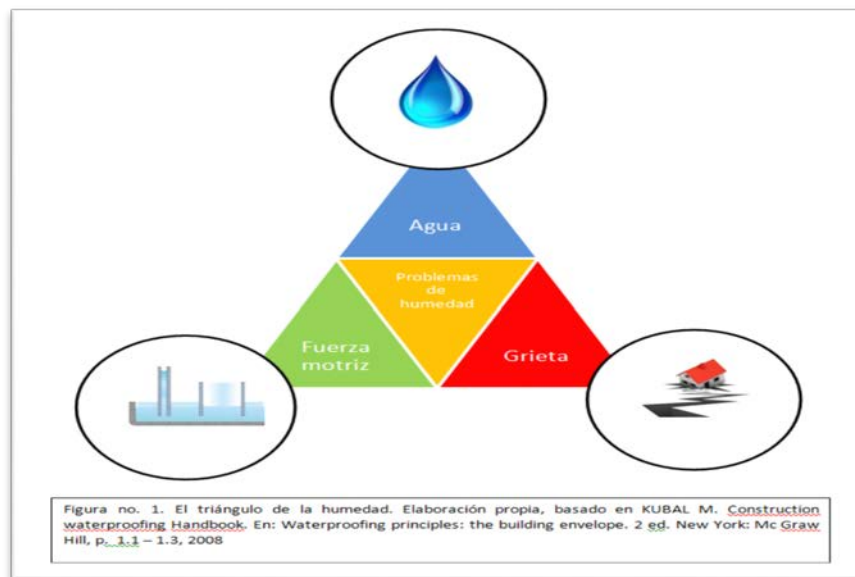 Agua
Problemas
de
humedad
Fuerza
motriz
Grieta
Figura no. 1. El triángulo de la humedad. Elaboración propia, basado en KUBAL M. Construction
waterproofing Handbook. En: Waterproofing principles: the building envelope. 2 ed. New York: Mc Graw
Hill, p. 1.1 – 1.3, 2008